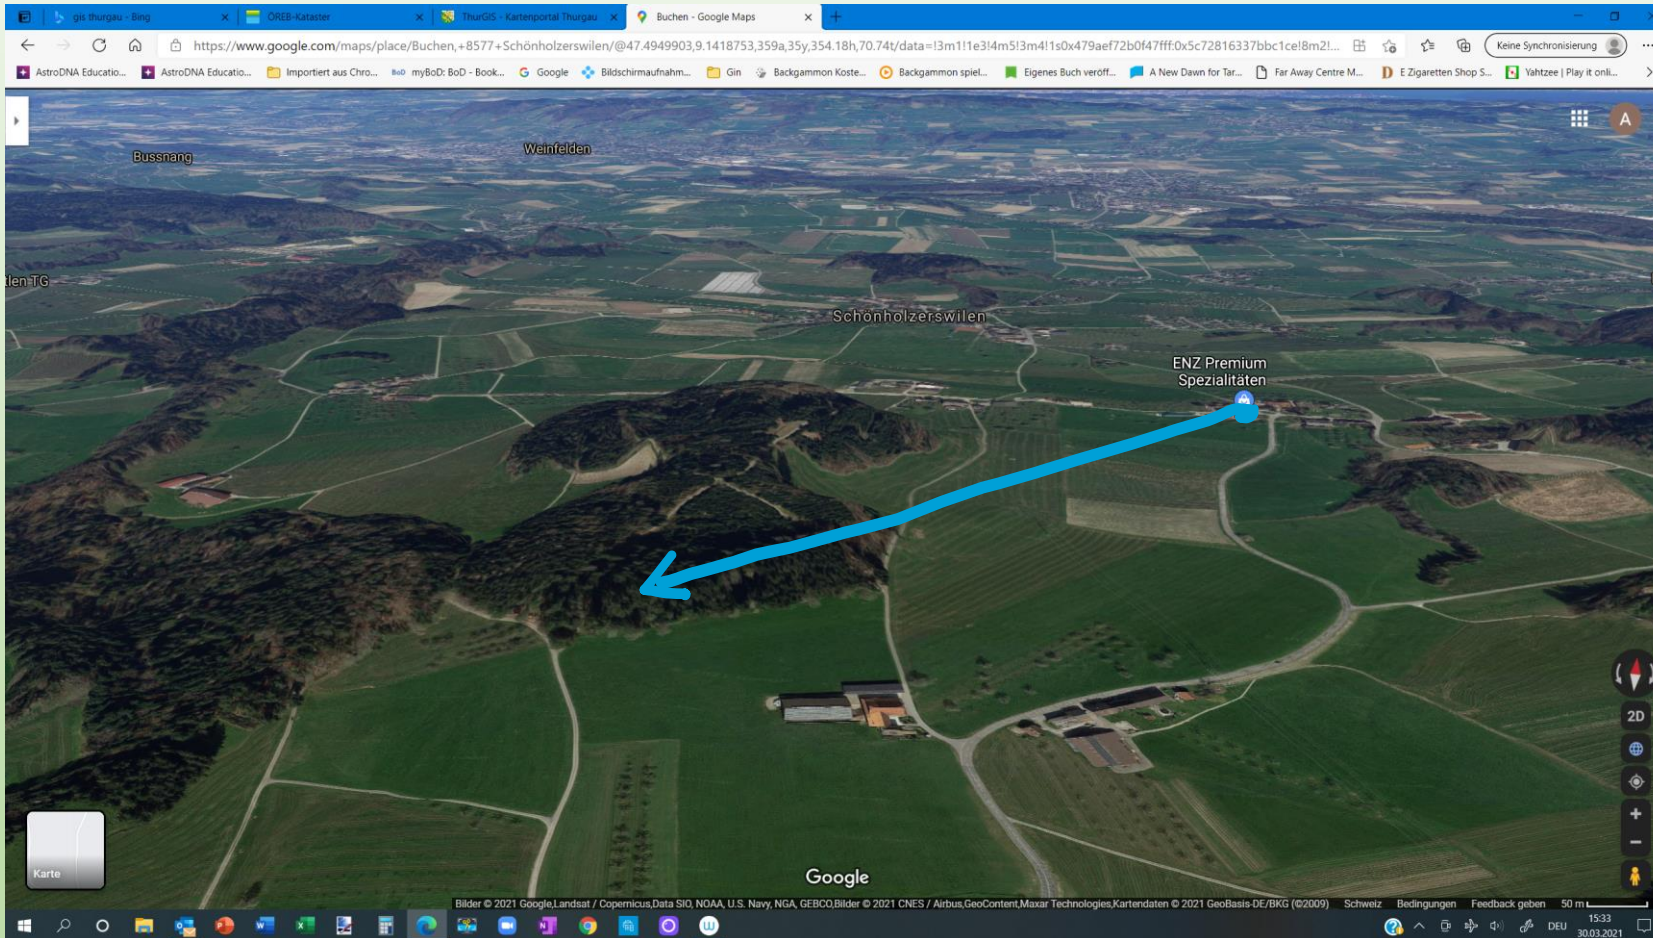 gis thurgau - Bing
ÖREB-Kataster
ThurGIS - Kartenportal Thurgau
Buchen - Google Maps
https://www.google.com/maps/place/Buchen,+8577+Schönholzerswilen/@47.4949903,9.1418753,359a,35y,354.18h,70.74t/data=!3m1!1e3!4m5!3m4!1s0x479aef72b0f47fff:0x5c72816337bbc1ce!8m2!...
Keine Synchronisierung
AstroDNA Educatio...
AstroDNA Educatio...
Importiert aus Chro...
BoD myBoD: BoD - Book...
Google
Bildschirmaufnahm...
Gin
Backgammon Koste...
Backgammon spiel...
Eigenes Buch veröff...
A New Dawn for Tar...
Far Away Centre M...
E Zigaretten Shop S...
Yahtzee | Play it onli...
A
Weinfelden
Bussnang
tlen TG
Schönholzerswilen
ENZ Premium
Spezialitäten
2D
Karte
Google
Bilder © 2021 Google,Landsat / Copernicus,Data SIO, NOAA, U.S. Navy, NGA, GEBCO,Bilder © 2021 CNES / Airbus,GeoContent,Maxar Technologies,Kartendaten © 2021 GeoBasis-DE/BKG (©2009)
Schweiz
Bedingungen
Feedback geben
50 m
DEU
15:33
30.03.2021